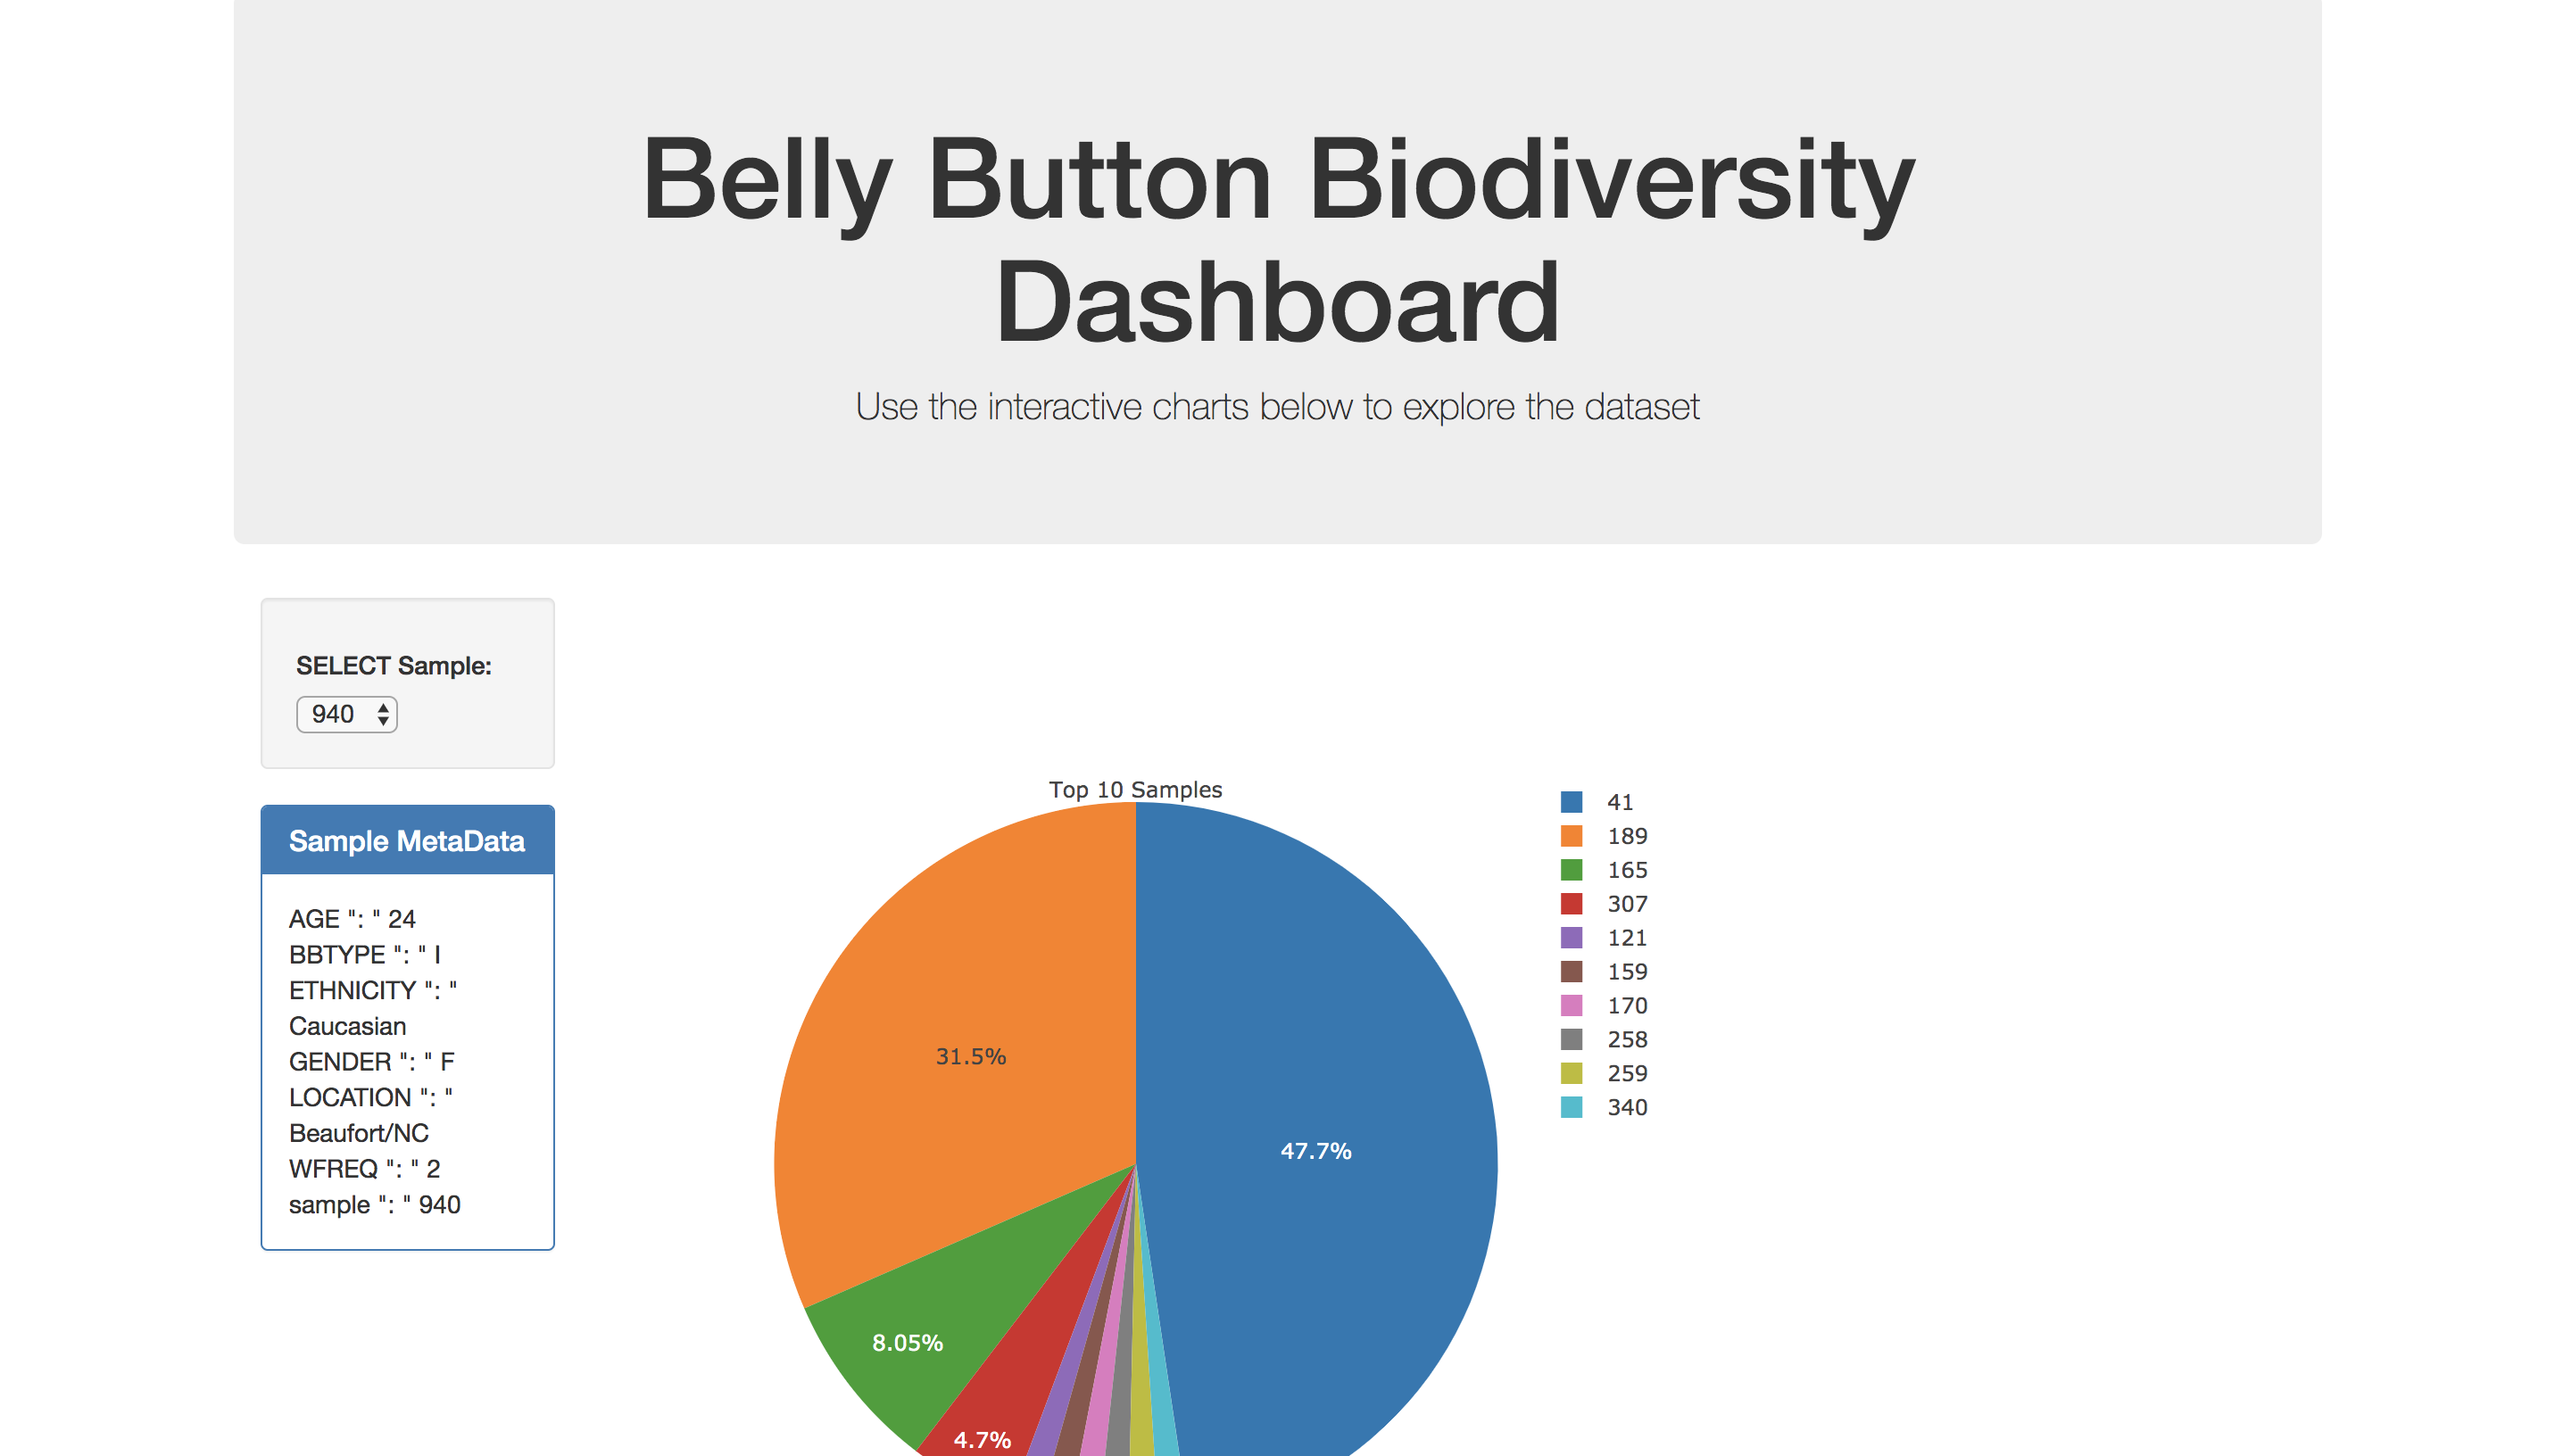 Belly Button Biodiversity
Dashboard
Use the interactive charts below to explore the dataset
SELECT Sample:
940
Sample MetaData
AGE ": " 24
BBTYPE ": " I
ETHNICITY ": "
Caucasian
GENDER ": " F
LOCATION ": "
Beaufort/NC
WFREQ ": " 2
sample ": " 940
Top 10 Samples
31.5%
47.7%
8.05%
4.7%
41
189
165
307
121
159
170
258
259
340